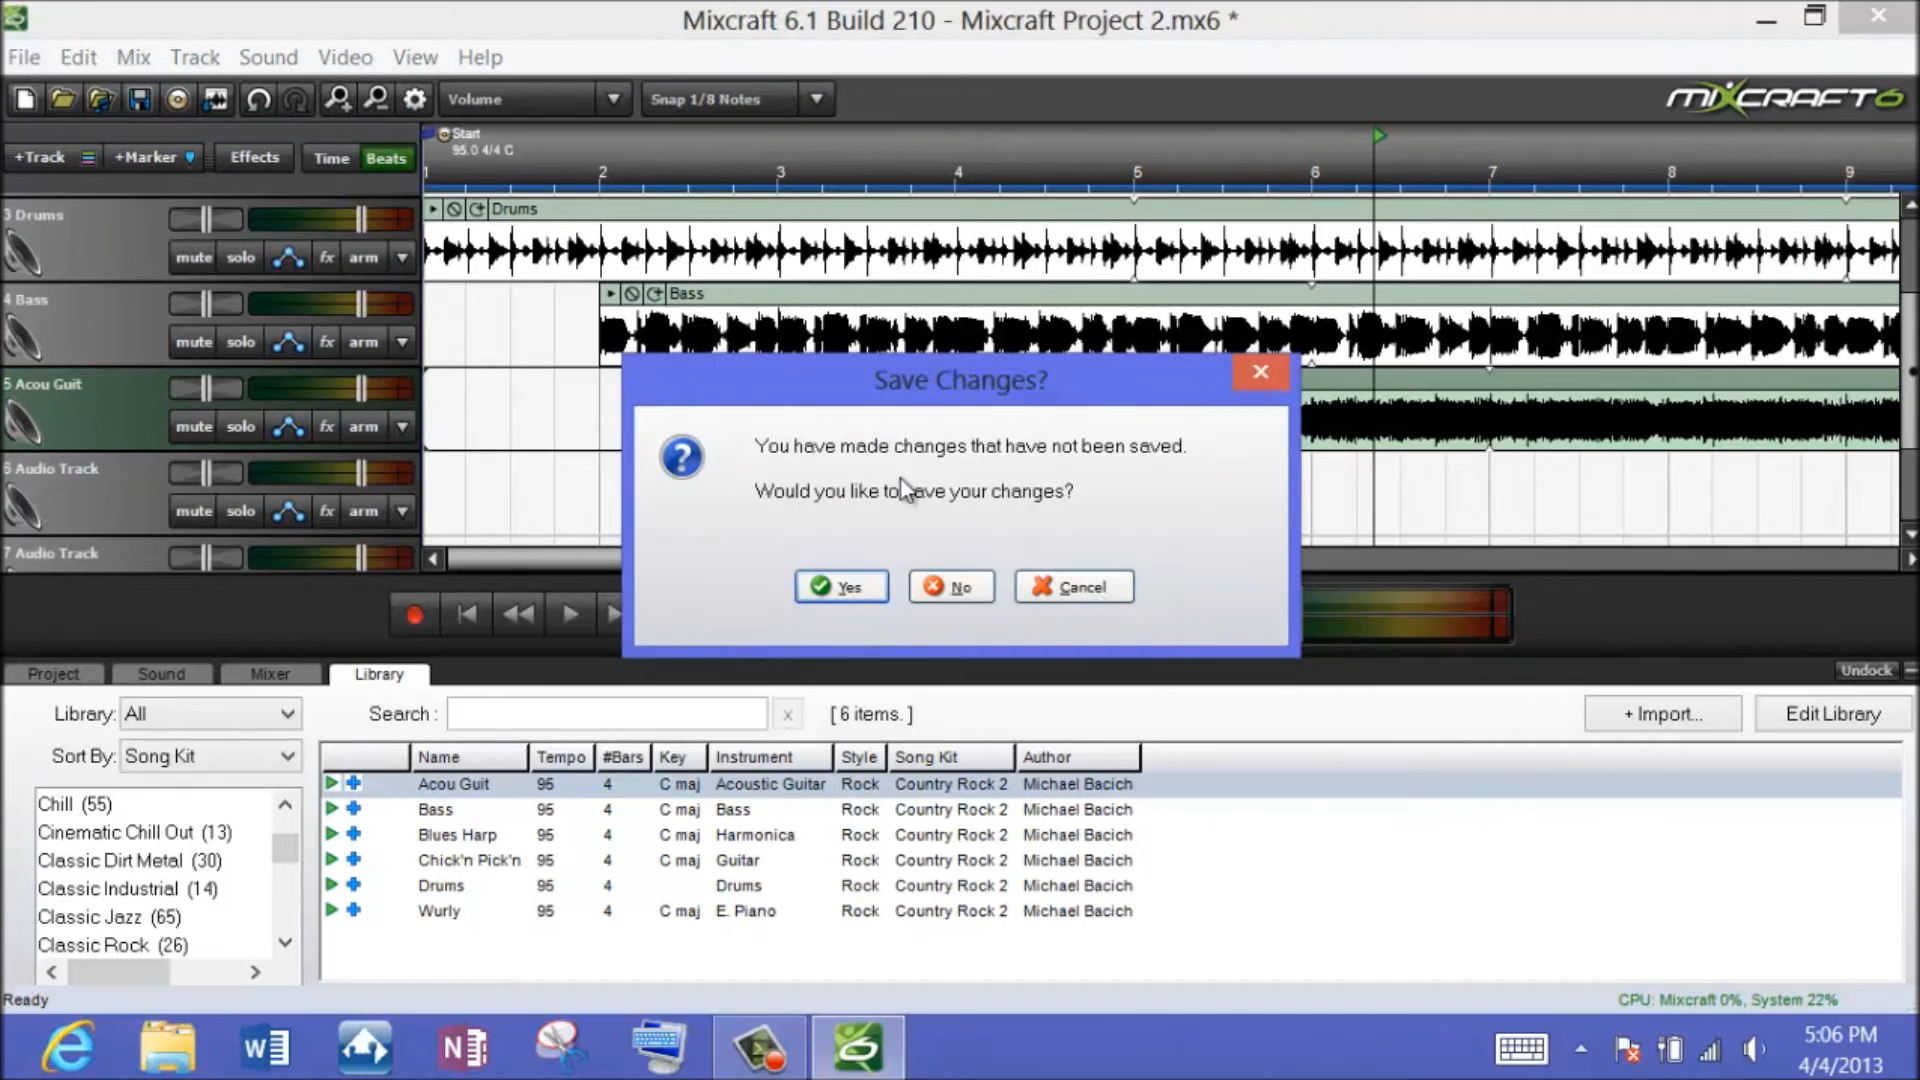 Mixcraft 6.1 Build 210 - Mixcraft Project 2.mx6 *
File Edit Mix Track Sound Video View Help
Volume Snap 1/8 Notes MIXCRAFT6
+Track +Marker Effects Time Beats
Start
95.0 4/4 C
1 2 3 4 5 6 7 8 9
3 Drums
Drums
mute solo fx arm
4 Bass
Bass
mute solo fx arm
5 Acou Guit
mute solo fx arm
6 Audio Track
mute solo fx arm
7 Audio Track
Save Changes?
You have made changes that have not been saved.
Would you like to ave your changes?
Yes No Cancel
Project Sound Mixer Library Undock
Library: All Search : x [ 6 items. ] + Import... Edit Library
Sort By: Song Kit
Chill (55)
Cinematic Chill Out (13)
Classic Dirt Metal (30)
Classic Industrial (14)
Classic Jazz (65)
Classic Rock (26)
Name Tempo #Bars Key Instrument Style Song Kit Author
Acou Guit 95 4 C maj Acoustic Guitar Rock Country Rock 2 Michael Bacich
Bass 95 4 C maj Bass Rock Country Rock 2 Michael Bacich
Blues Harp 95 4 C maj Harmonica Rock Country Rock 2 Michael Bacich
Chick'n Pick'n 95 4 C maj Guitar Rock Country Rock 2 Michael Bacich
Drums 95 4 Drums Rock Country Rock 2 Michael Bacich
Wurly 95 4 C maj E. Piano Rock Country Rock 2 Michael Bacich
Ready CPU: Mixcraft 0%, System 22%
5:06 PM
4/4/2013